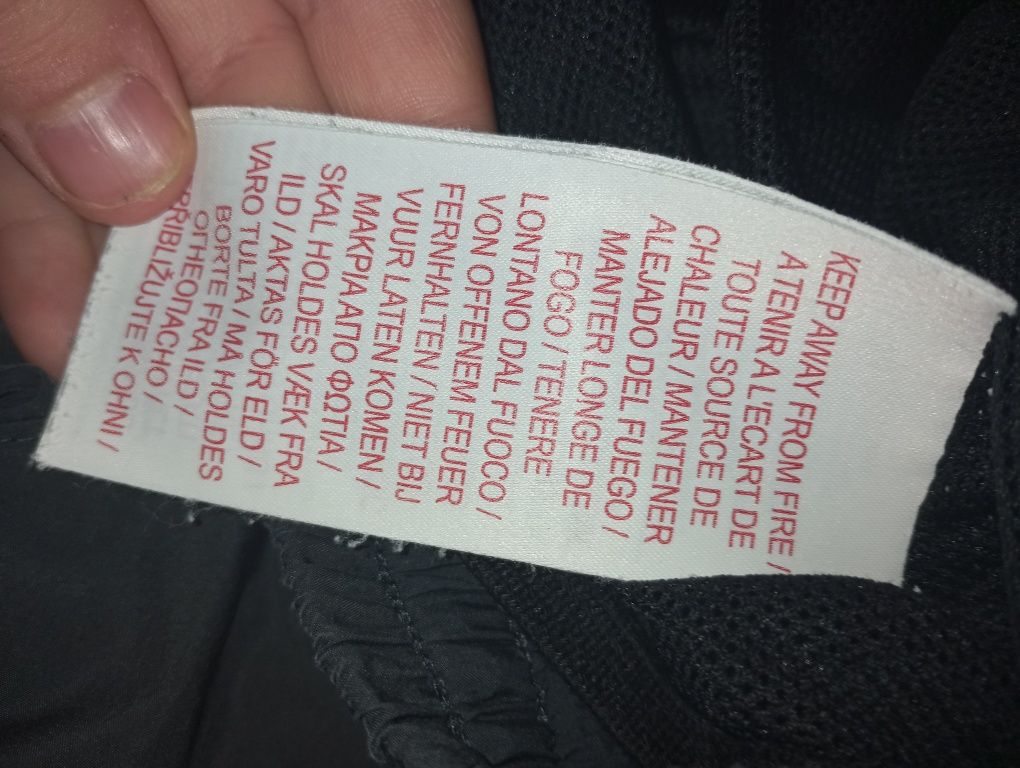 KEEP AWAY FROM FIRE /
A TENIR A L'ECART DE
TOUTE SOURCE DE
CHALEUR / MANTENER
ALEJADO DEL FUEGO /
MANTER LONGE DE
FOGO / TENERE
LONTANO DAL FUOCO /
VON OFFENEM FEUER
FERNHALTEN / NIET BIJ
VUUR LATEN KOMEN /
ΜΑΚΡΙΑ ΑΠΟ ΦΩΤΙΑ /
SKAL HOLDES VÆK FRA
ILD / AKTAS FÖR ELD /
VARO TULTA / MÅ HOLDES
BORTE FRA ILD /
ОГНЕОПАСНО /
PŘIBLIŽUJTE K OHNI /